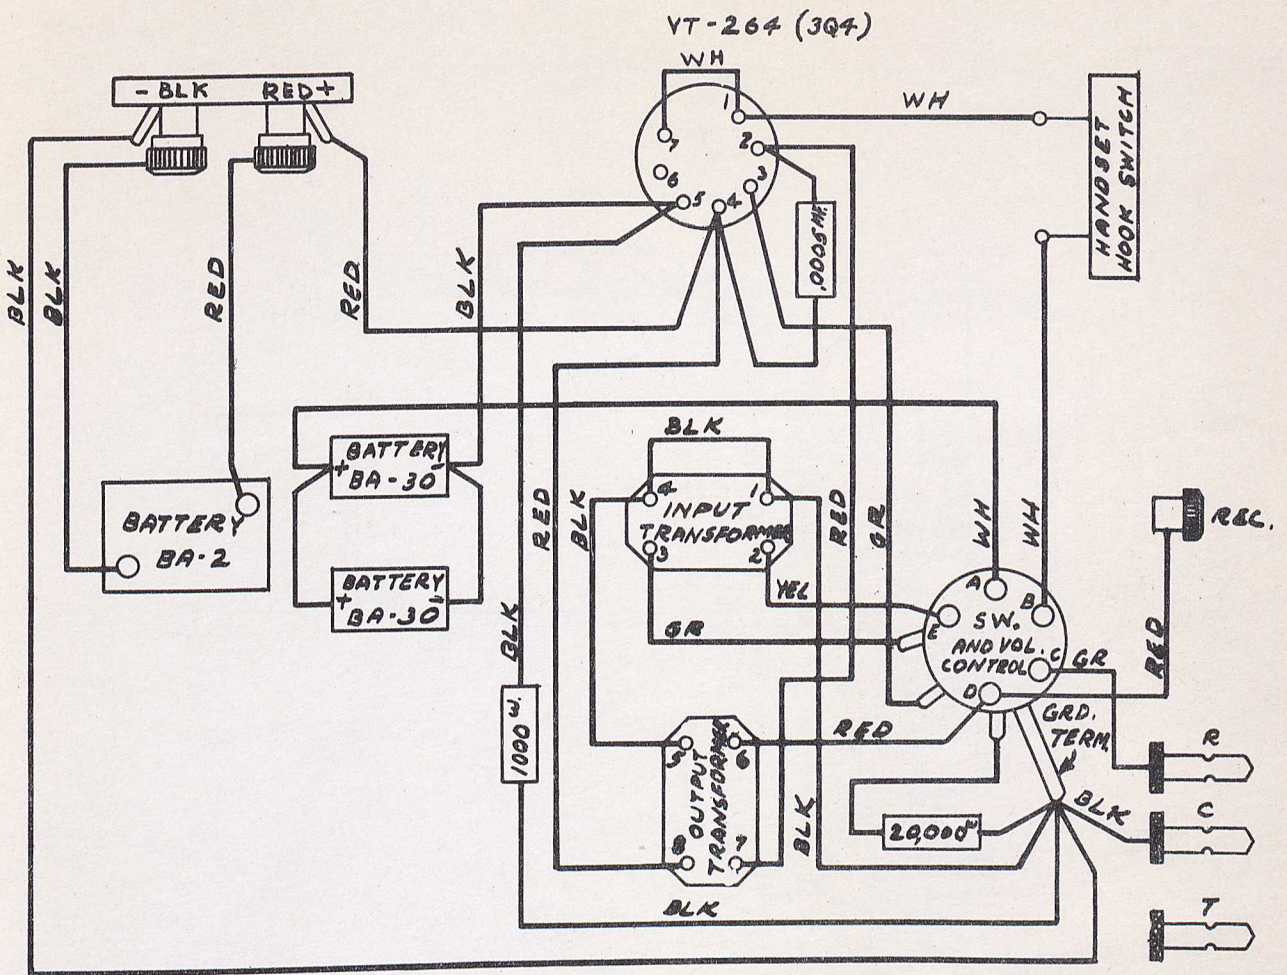 VT-264 (3Q4)
WH
- BLK RED +
1
2
3
4
5
6
7
WH
HANDSET
HOOK SWITCH
.0005 MF.
BLK
BLK
RED
RED
BLK
BATTERY
BA-2
BATTERY
+ -
BA-30
BATTERY
+ -
BA-30
BLK
4 1
INPUT
TRANSFORMER
3 2
RED
BLK
RED
GR
WH
WH
YEL
GR
REC.
RED
A
B
E
SW.
AND VOL.
CONTROL
C
D
GR
BLK
1000 ω.
RED
GRD.
TERM.
5
6
OUTPUT
TRANSFORMER
8
7
BLK
20,000 ω
BLK
BLK
R
C
T